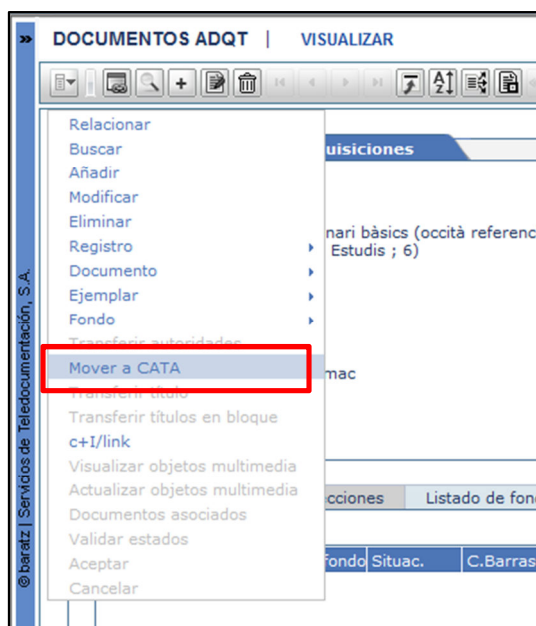 »
DOCUMENTOS ADQT | VISUALIZAR
Relacionar
Buscar
Añadir
Modificar
Eliminar
Registro
Documento
Ejemplar
Fondo
Transferir autoridades
Mover a CATA
Transferir título
Transferir títulos en bloque
c+I/link
Visualizar objetos multimedia
Actualizar objetos multimedia
Documentos asociados
Validar estados
Aceptar
Cancelar
uisiciones
nari bàsics (occità referenc
Estudis ; 6)
mac
cciones Listado de fon
fondo Situac. C.Barras
© baratz | Servicios de Teledocumentación, S.A.